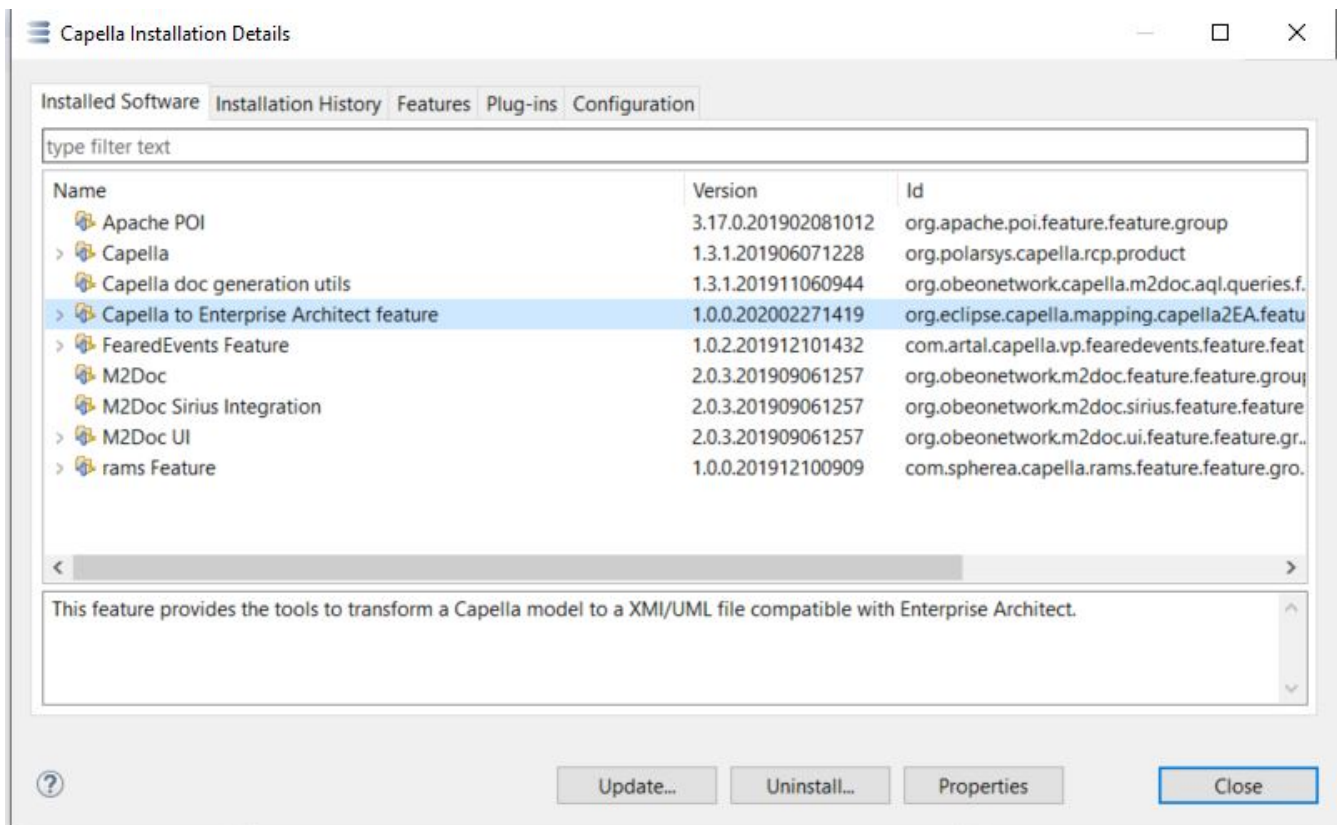 Capella Installation Details
Installed Software Installation History Features Plug-ins Configuration
type filter text
Name Version Id
Apache POI 3.17.0.201902081012 org.apache.poi.feature.feature.group
Capella 1.3.1.201906071228 org.polarsys.capella.rcp.product
Capella doc generation utils 1.3.1.201911060944 org.obeonetwork.capella.m2doc.aql.queries.f.
Capella to Enterprise Architect feature 1.0.0.202002271419 org.eclipse.capella.mapping.capella2EA.featu
FearedEvents Feature 1.0.2.201912101432 com.artal.capella.vp.fearedevents.feature.feat
M2Doc 2.0.3.201909061257 org.obeonetwork.m2doc.feature.feature.group
M2Doc Sirius Integration 2.0.3.201909061257 org.obeonetwork.m2doc.sirius.feature.feature
M2Doc UI 2.0.3.201909061257 org.obeonetwork.m2doc.ui.feature.feature.gr..
rams Feature 1.0.0.201912100909 com.spherea.capella.rams.feature.feature.gro.
This feature provides the tools to transform a Capella model to a XMI/UML file compatible with Enterprise Architect.
? Update... Uninstall... Properties Close